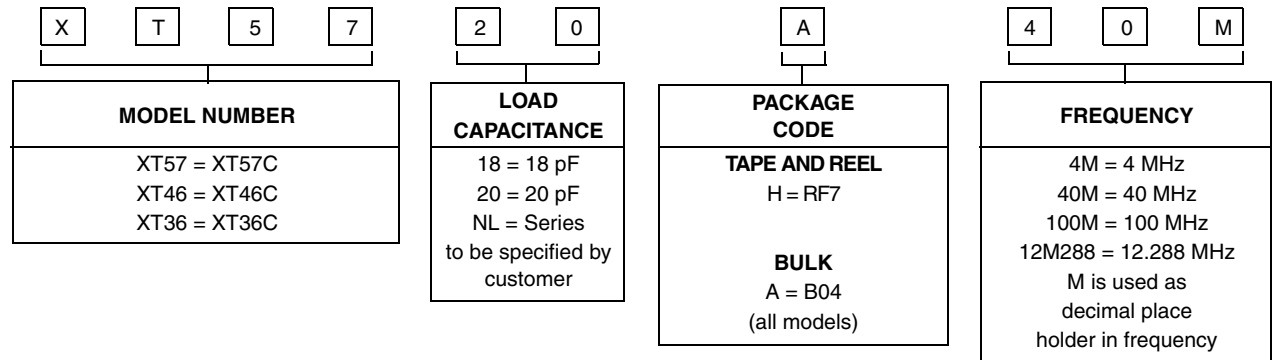 X T 5 7 2 0 A 4 0 M
MODEL NUMBER
XT57 = XT57C
XT46 = XT46C
XT36 = XT36C
LOAD
CAPACITANCE
18 = 18 pF
20 = 20 pF
NL = Series
to be specified by
customer
PACKAGE
CODE
TAPE AND REEL
H = RF7
BULK
A = B04
(all models)
FREQUENCY
4M = 4 MHz
40M = 40 MHz
100M = 100 MHz
12M288 = 12.288 MHz
M is used as
decimal place
holder in frequency